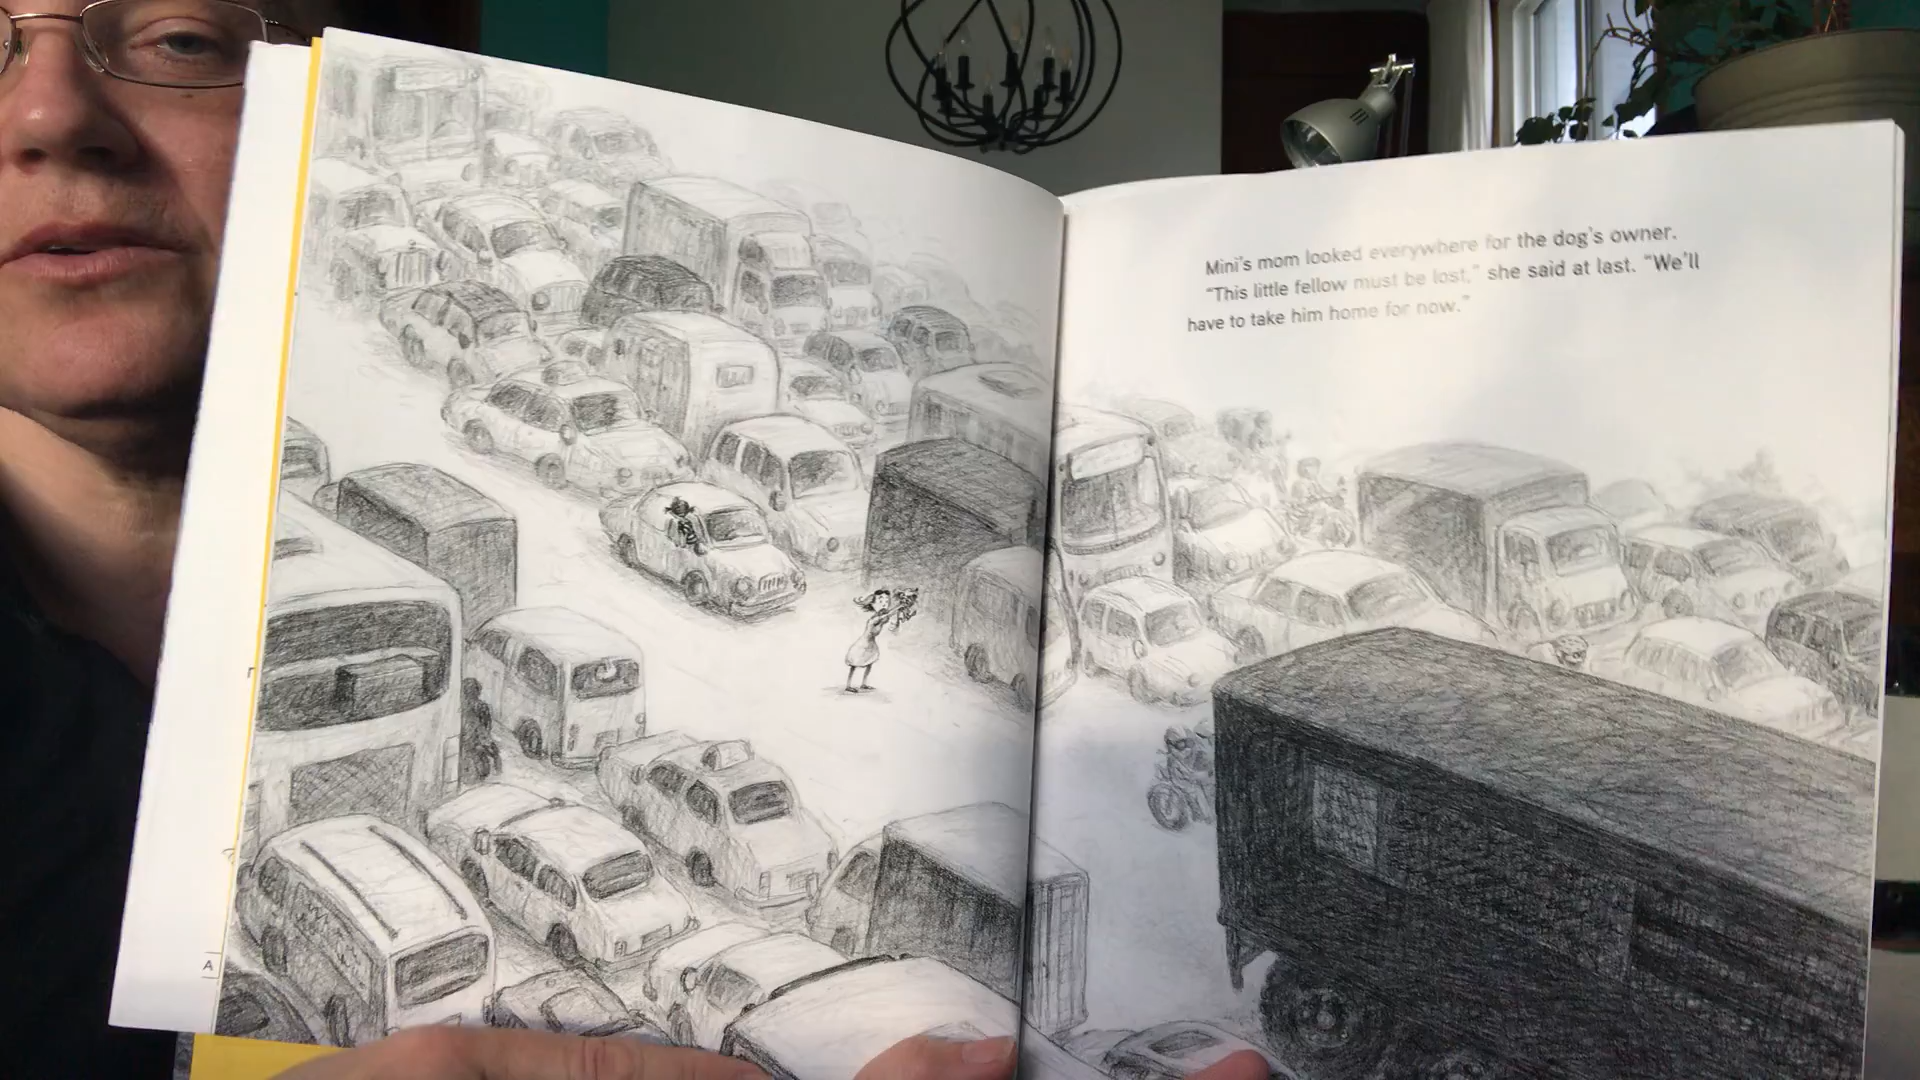 Mini's mom looked everywhere for the dog's owner.
"This little fellow must be lost," she said at last. "We'll
have to take him home for now."
A